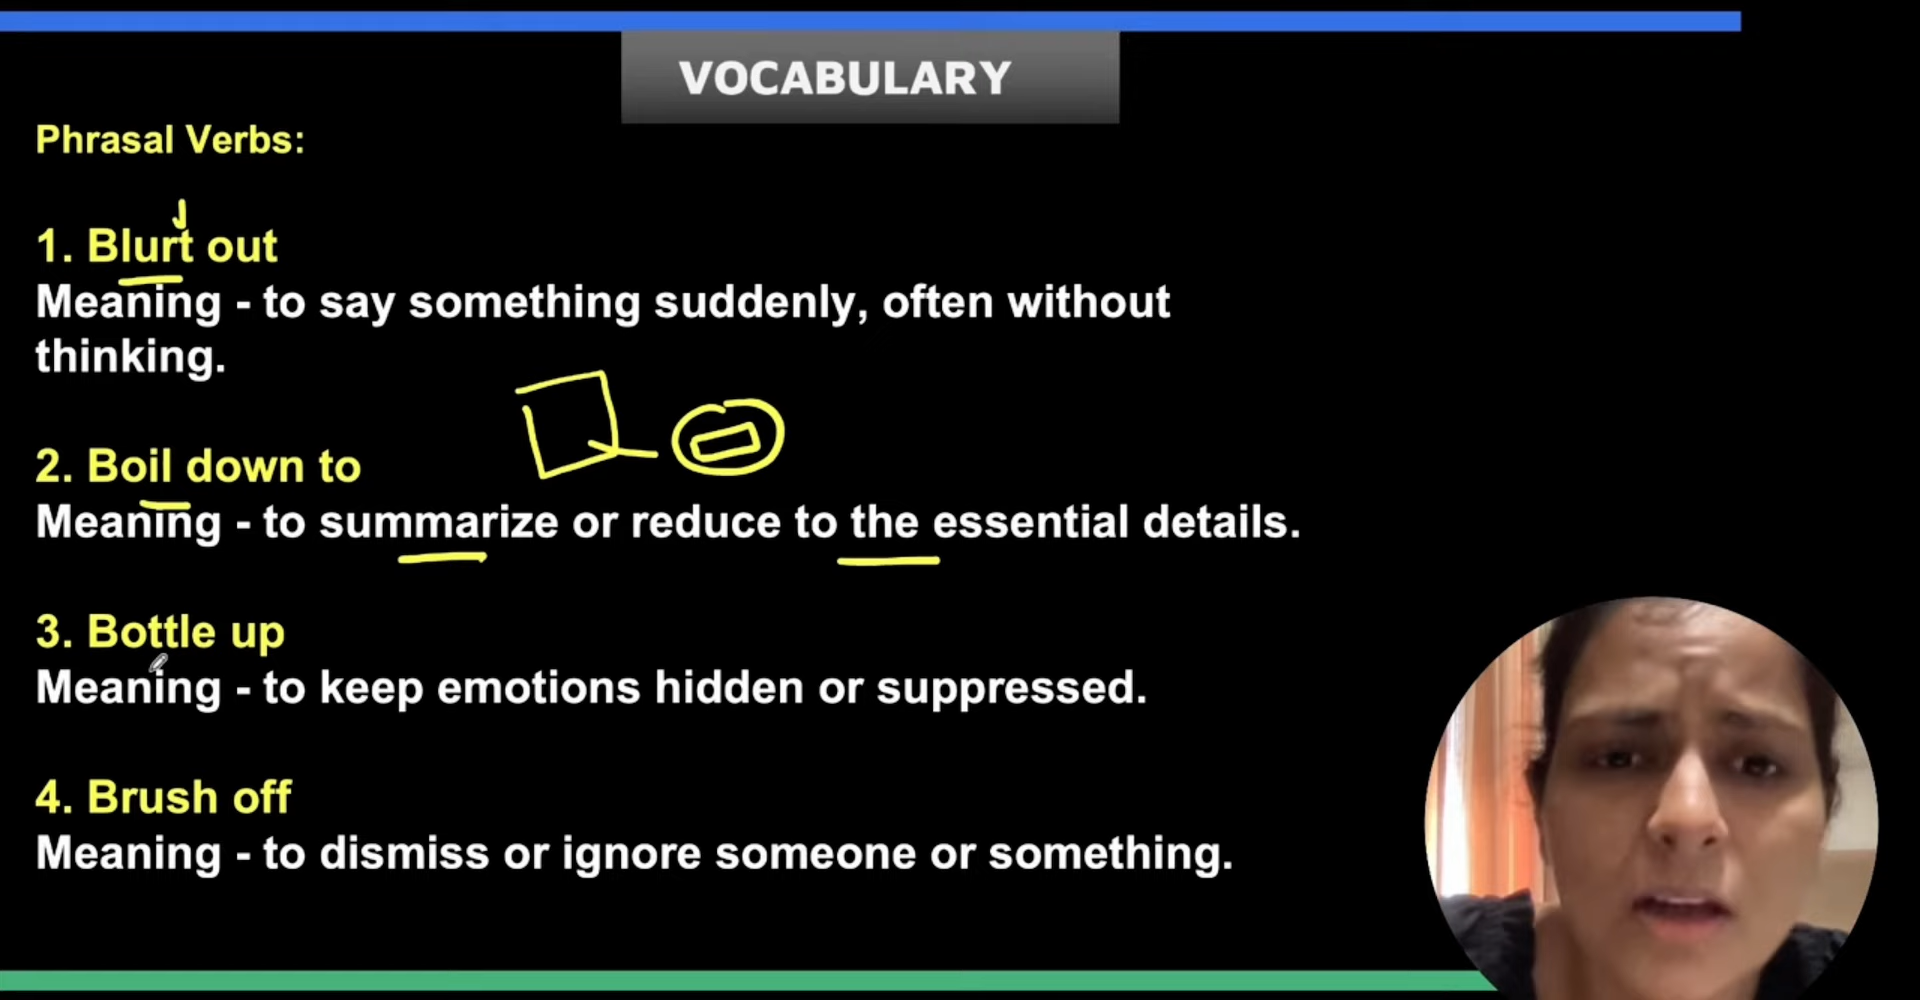 VOCABULARY
Phrasal Verbs:
1. Blurt out
Meaning - to say something suddenly, often without
thinking.
2. Boil down to
Meaning - to summarize or reduce to the essential details.
3. Bottle up
Meaning - to keep emotions hidden or suppressed.
4. Brush off
Meaning - to dismiss or ignore someone or something.